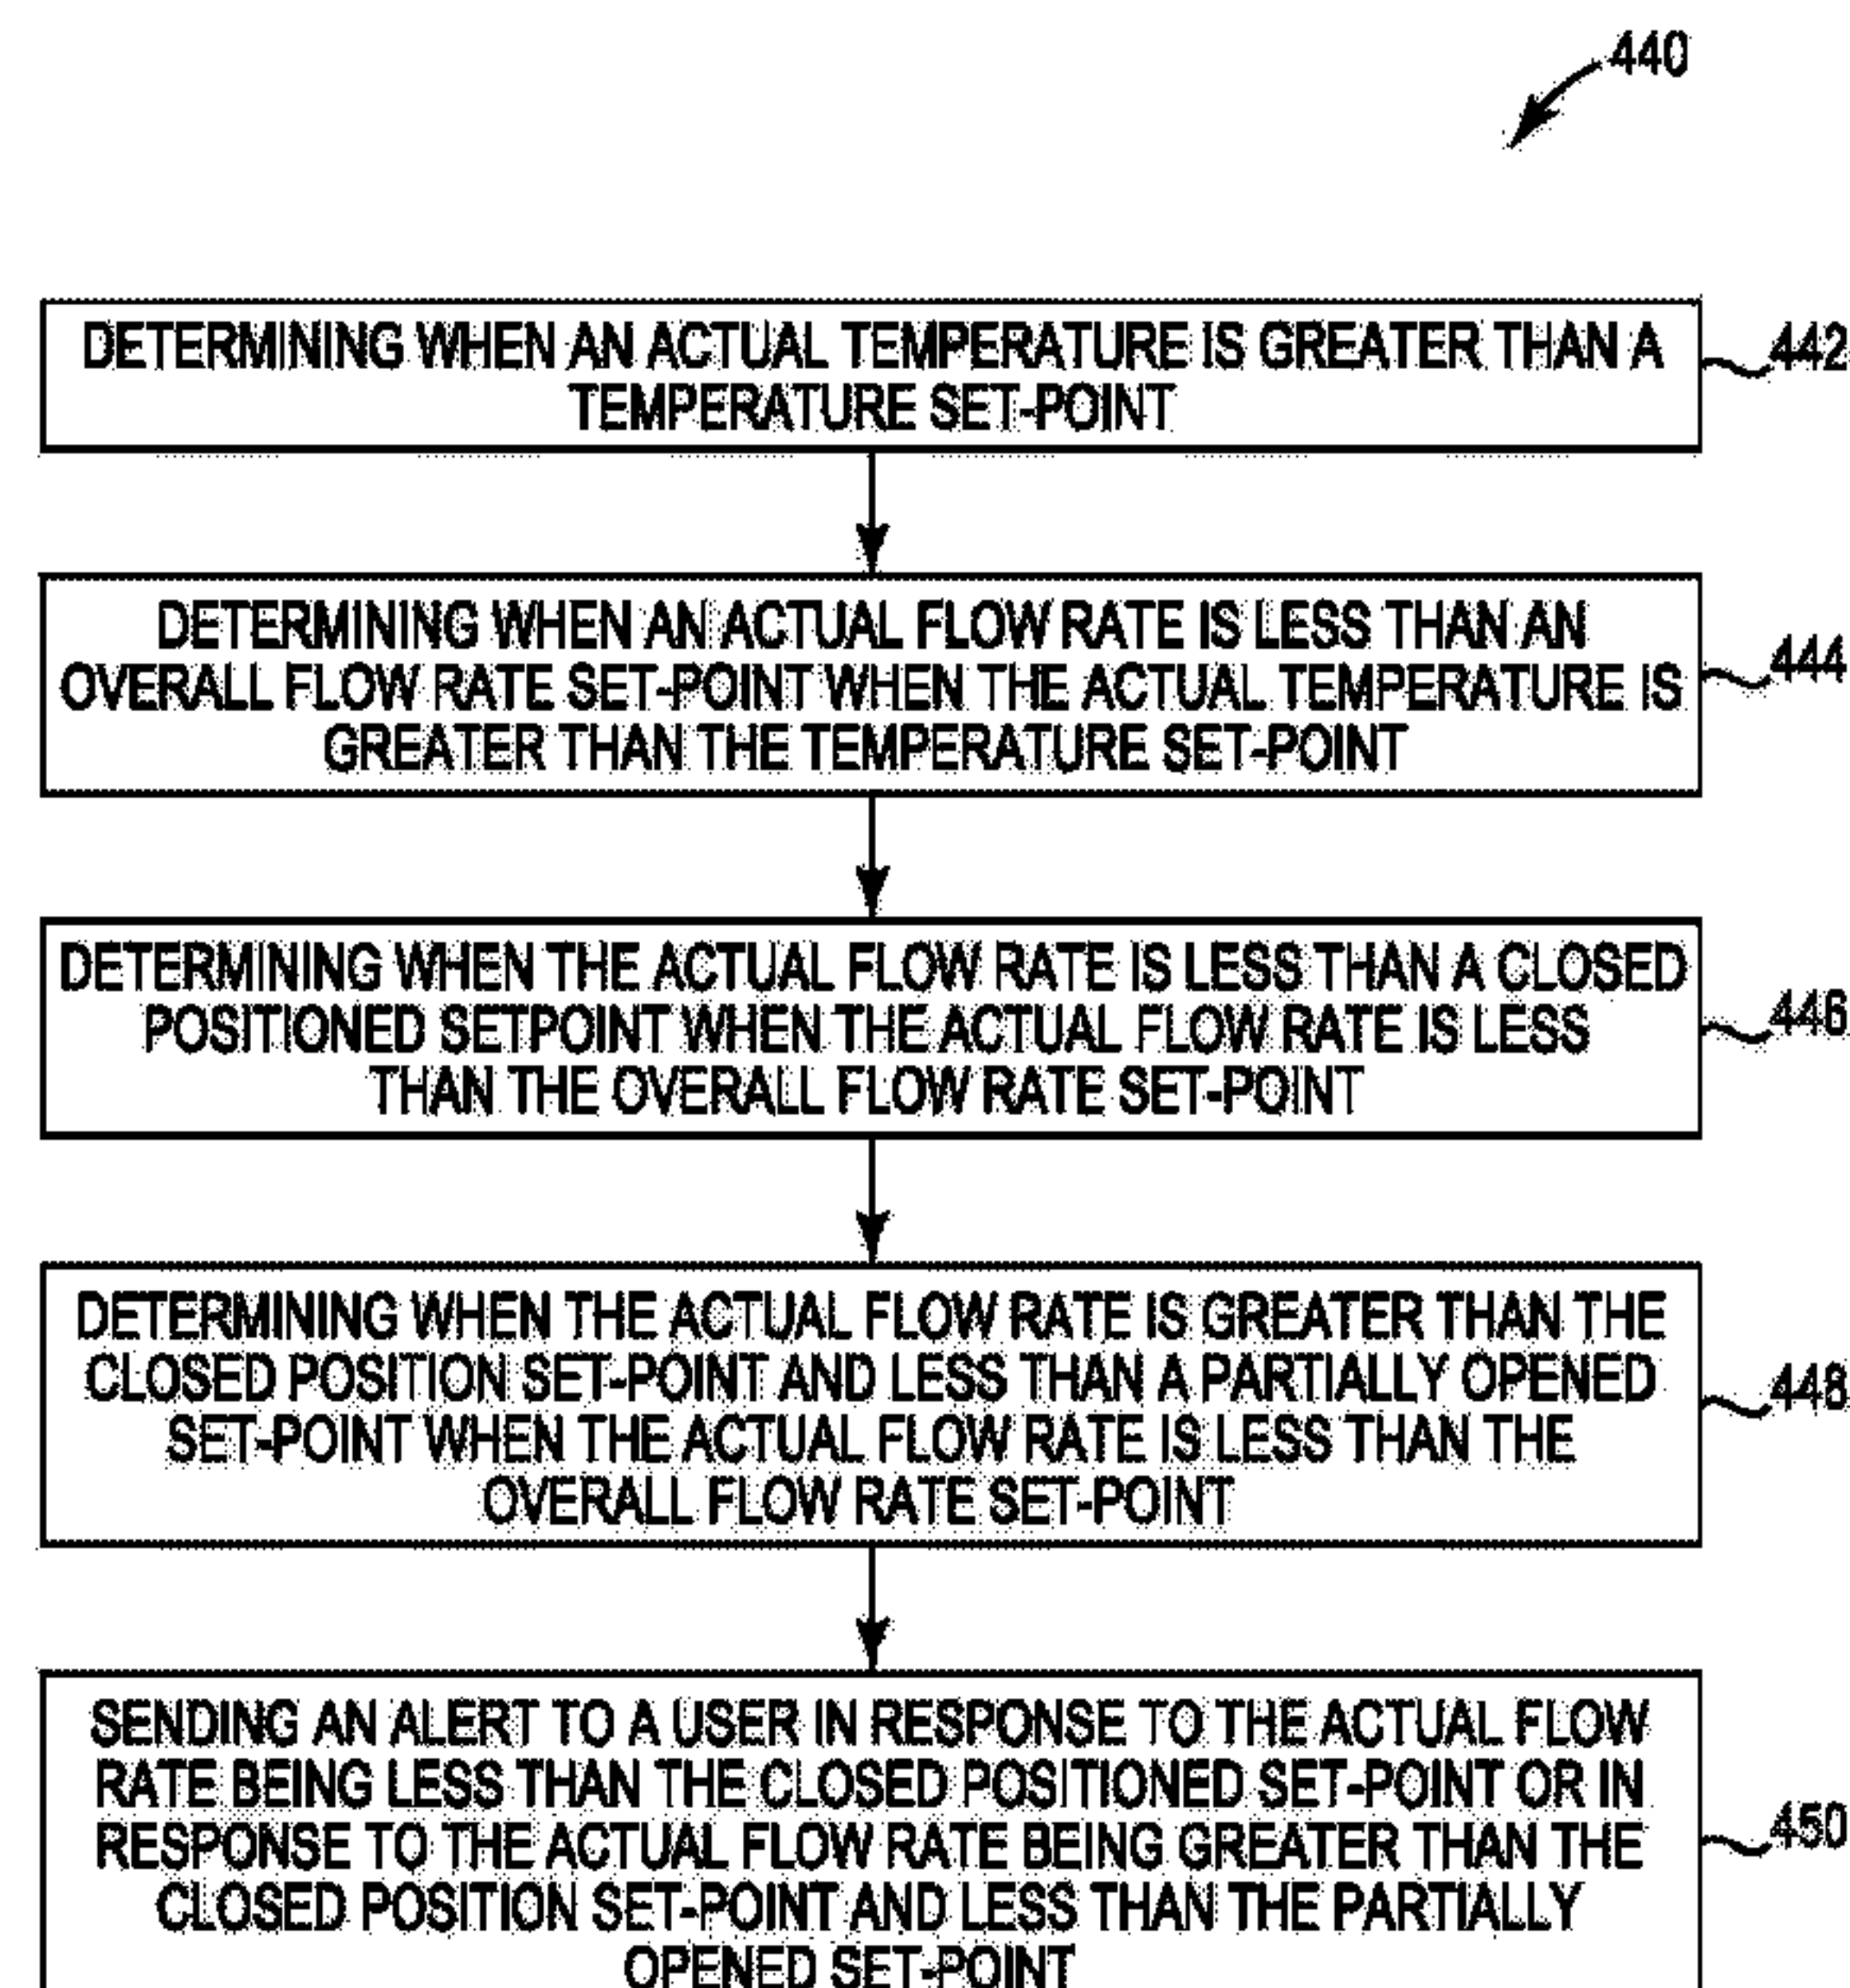 440
DETERMINING WHEN AN ACTUAL TEMPERATURE IS GREATER THAN A
TEMPERATURE SET-POINT
442
DETERMINING WHEN AN ACTUAL FLOW RATE IS LESS THAN AN
OVERALL FLOW RATE SET-POINT WHEN THE ACTUAL TEMPERATURE IS
GREATER THAN THE TEMPERATURE SET-POINT
444
DETERMINING WHEN THE ACTUAL FLOW RATE IS LESS THAN A CLOSED
POSITIONED SETPOINT WHEN THE ACTUAL FLOW RATE IS LESS
THAN THE OVERALL FLOW RATE SET-POINT
446
DETERMINING WHEN THE ACTUAL FLOW RATE IS GREATER THAN THE
CLOSED POSITION SET-POINT AND LESS THAN A PARTIALLY OPENED
SET-POINT WHEN THE ACTUAL FLOW RATE IS LESS THAN THE
OVERALL FLOW RATE SET-POINT
448
SENDING AN ALERT TO A USER IN RESPONSE TO THE ACTUAL FLOW
RATE BEING LESS THAN THE CLOSED POSITIONED SET-POINT OR IN
RESPONSE TO THE ACTUAL FLOW RATE BEING GREATER THAN THE
CLOSED POSITION SET-POINT AND LESS THAN THE PARTIALLY
OPENED SET-POINT
450